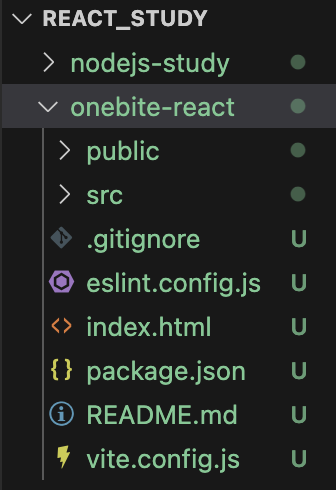 REACT_STUDY
nodejs-study
onebite-react
public
src
.gitignore U
eslint.config.js U
index.html U
package.json U
README.md U
vite.config.js U